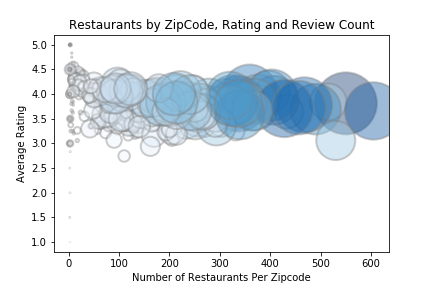 Restaurants by ZipCode, Rating and Review Count
5.0
4.5
4.0
3.5
3.0
2.5
2.0
1.5
1.0
Average Rating
0 100 200 300 400 500 600
Number of Restaurants Per Zipcode